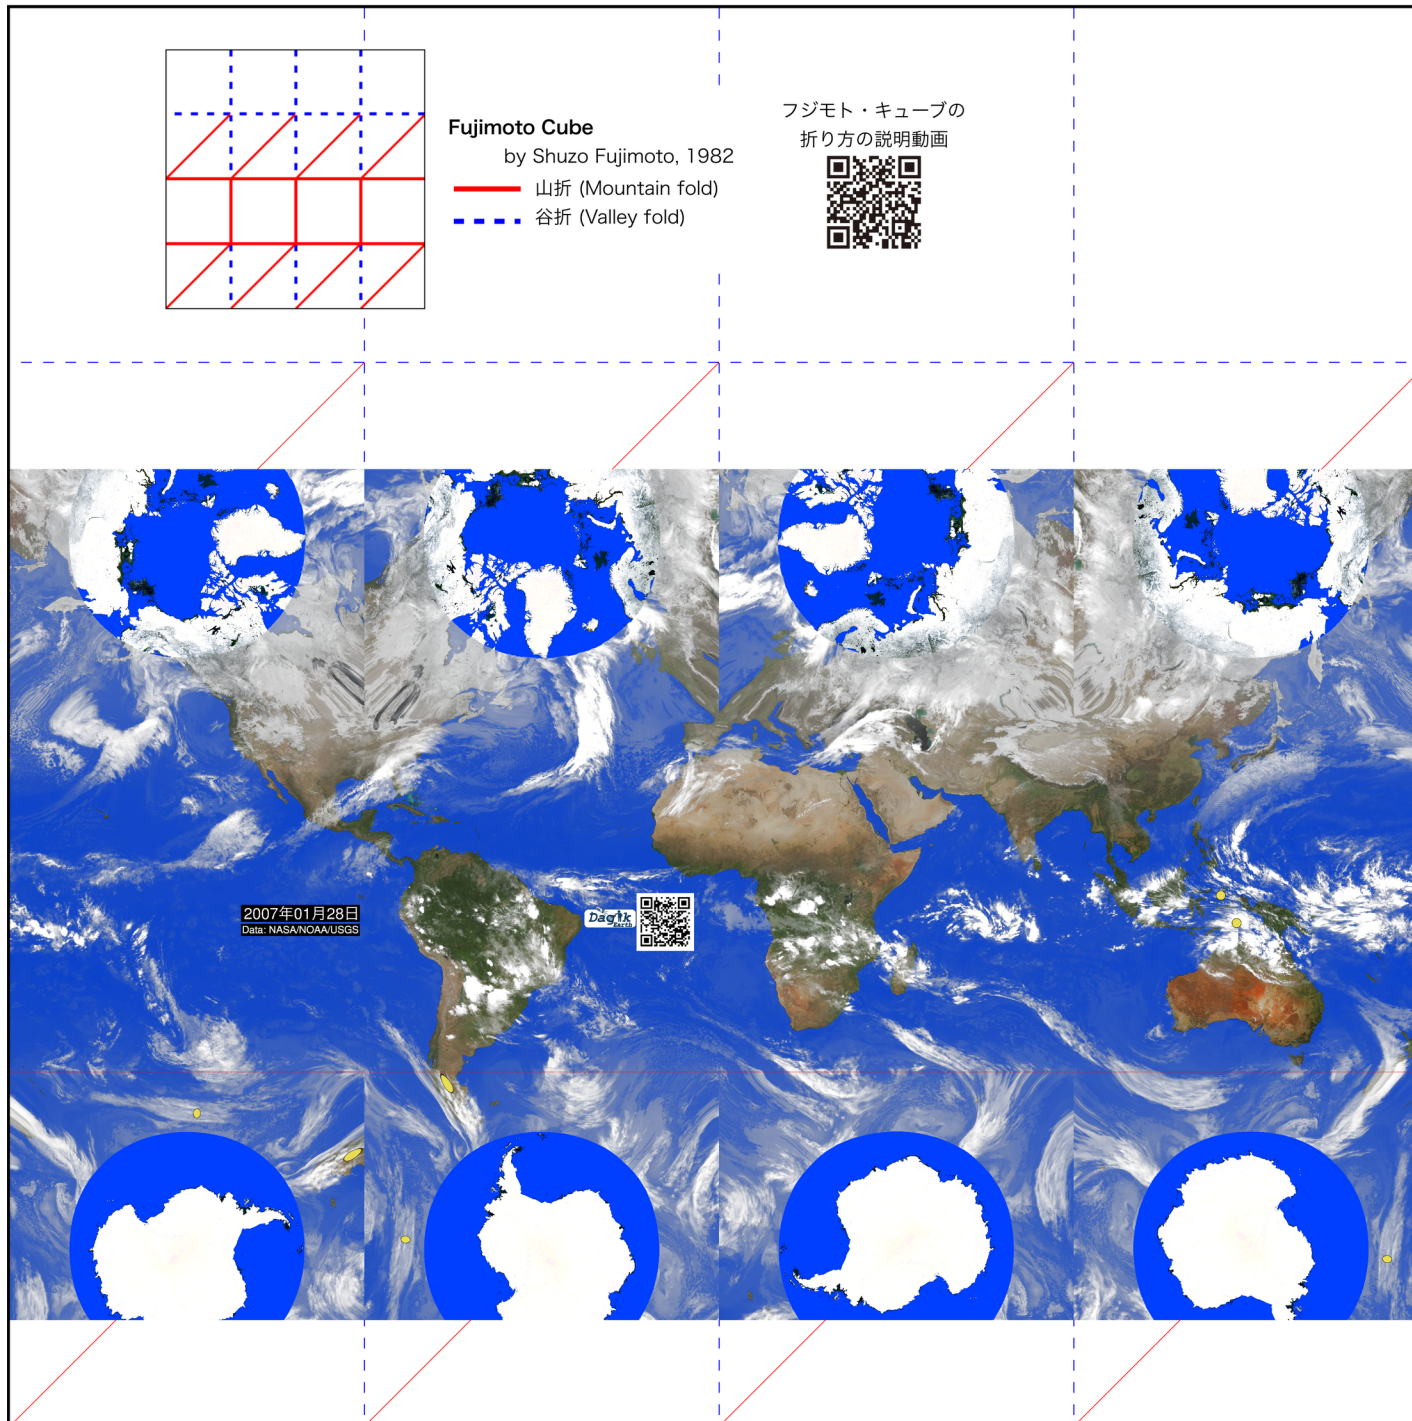 Fujimoto Cube
by Shuzo Fujimoto, 1982
山折 (Mountain fold)
谷折 (Valley fold)
フジモト・キューブの
折り方の説明動画
2007年01月28日
Data: NASA/NOAA/USGS
Dagik
Earth